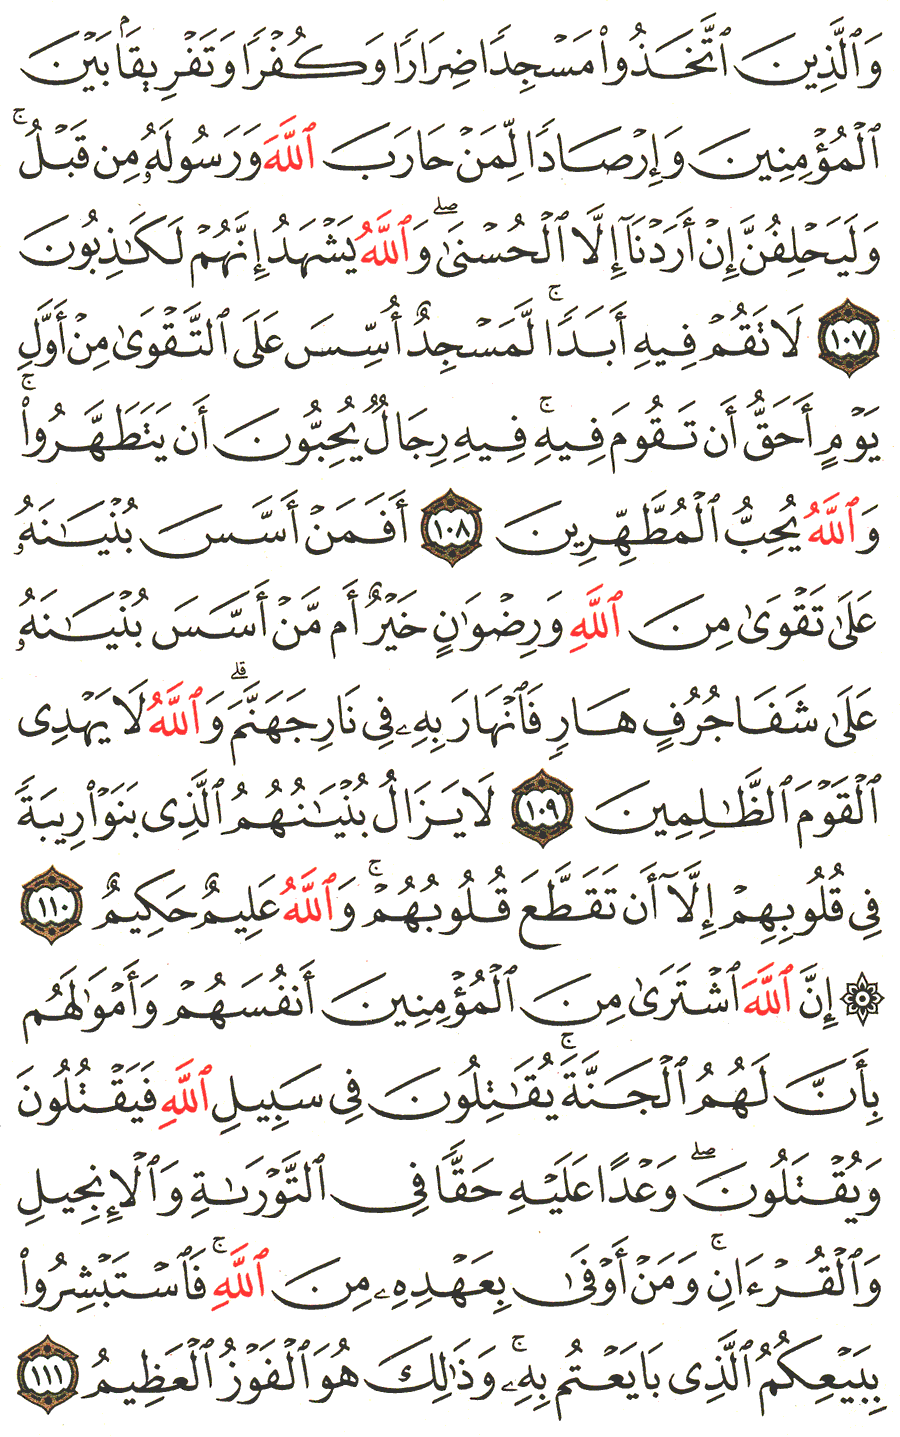 وَٱلَّذِينَ ٱتَّخَذُوا۟ مَسْجِدًا ضِرَارًا وَكُفْرًا وَتَفْرِيقًۢا بَيْنَ
ٱلْمُؤْمِنِينَ وَإِرْصَادًا لِّمَنْ حَارَبَ ٱللَّهَ وَرَسُولَهُۥ مِن قَبْلُ ۚ
وَلَيَحْلِفُنَّ إِنْ أَرَدْنَآ إِلَّا ٱلْحُسْنَىٰ ۖ وَٱللَّهُ يَشْهَدُ إِنَّهُمْ لَكَـٰذِبُونَ
١٠٧ لَا تَقُمْ فِيهِ أَبَدًا ۚ لَّمَسْجِدٌ أُسِّسَ عَلَى ٱلتَّقْوَىٰ مِنْ أَوَّلِ
يَوْمٍ أَحَقُّ أَن تَقُومَ فِيهِ ۚ فِيهِ رِجَالٌ يُحِبُّونَ أَن يَتَطَهَّرُوا۟ ۚ
وَٱللَّهُ يُحِبُّ ٱلْمُطَّهِّرِينَ ١٠٨ أَفَمَنْ أَسَّسَ بُنْيَـٰنَهُۥ
عَلَىٰ تَقْوَىٰ مِنَ ٱللَّهِ وَرِضْوَٰنٍ خَيْرٌ أَم مَّنْ أَسَّسَ بُنْيَـٰنَهُۥ
عَلَىٰ شَفَا جُرُفٍ هَارٍ فَٱنْهَارَ بِهِۦ فِى نَارِ جَهَنَّمَ ۗ وَٱللَّهُ لَا يَهْدِى
ٱلْقَوْمَ ٱلظَّـٰلِمِينَ ١٠٩ لَا يَزَالُ بُنْيَـٰنُهُمُ ٱلَّذِى بَنَوْا۟ رِيبَةً
فِى قُلُوبِهِمْ إِلَّآ أَن تَقَطَّعَ قُلُوبُهُمْ ۗ وَٱللَّهُ عَلِيمٌ حَكِيمٌ ١١٠
۞ إِنَّ ٱللَّهَ ٱشْتَرَىٰ مِنَ ٱلْمُؤْمِنِينَ أَنفُسَهُمْ وَأَمْوَٰلَهُم
بِأَنَّ لَهُمُ ٱلْجَنَّةَ ۚ يُقَـٰتِلُونَ فِى سَبِيلِ ٱللَّهِ فَيَقْتُلُونَ
وَيُقْتَلُونَ ۖ وَعْدًا عَلَيْهِ حَقًّا فِى ٱلتَّوْرَىٰةِ وَٱلْإِنجِيلِ
وَٱلْقُرْءَانِ ۚ وَمَنْ أَوْفَىٰ بِعَهْدِهِۦ مِنَ ٱللَّهِ ۚ فَٱسْتَبْشِرُوا۟
بِبَيْعِكُمُ ٱلَّذِى بَايَعْتُم بِهِۦ ۚ وَذَٰلِكَ هُوَ ٱلْفَوْزُ ٱلْعَظِيمُ ١١١